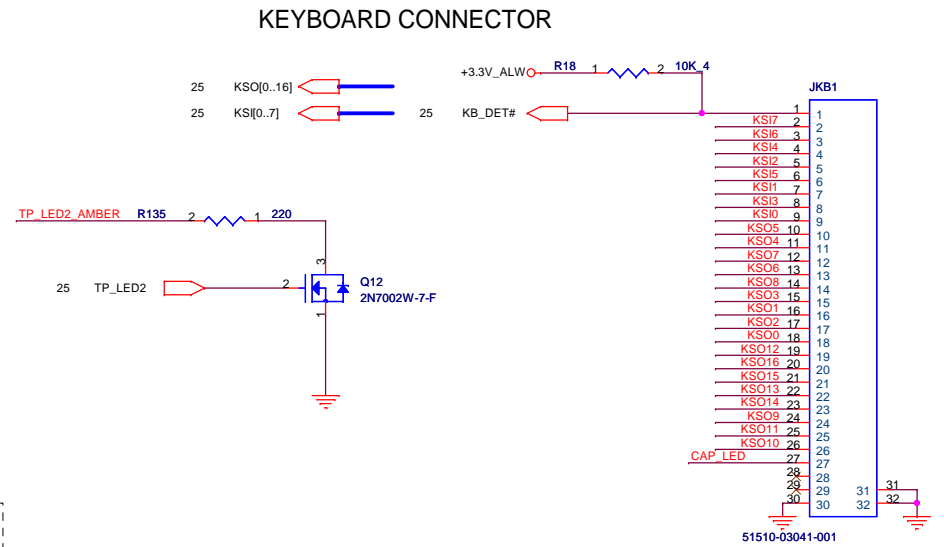 KEYBOARD CONNECTOR
+3.3V_ALW R18 1 2 10K_4
25 KSO[0..16]
25 KSI[0..7] 25 KB_DET#
JKB1
1 1
KSI7 2 2
KSI6 3 3
KSI4 4 4
KSI2 5 5
KSI5 6 6
KSI1 7 7
KSI3 8 8
KSI0 9 9
KSO5 10 10
KSO4 11 11
KSO7 12 12
KSO6 13 13
KSO8 14 14
KSO3 15 15
KSO1 16 16
KSO2 17 17
KSO0 18 18
KSO12 19 19
KSO16 20 20
KSO15 21 21
KSO13 22 22
KSO14 23 23
KSO9 24 24
KSO11 25 25
KSO10 26 26
CAP_LED 27 27
28 28
29 29 31 31
30 30 32 32
51510-03041-001
TP_LED2_AMBER R135 2 1 220
3
25 TP_LED2 2 Q12
2N7002W-7-F
1